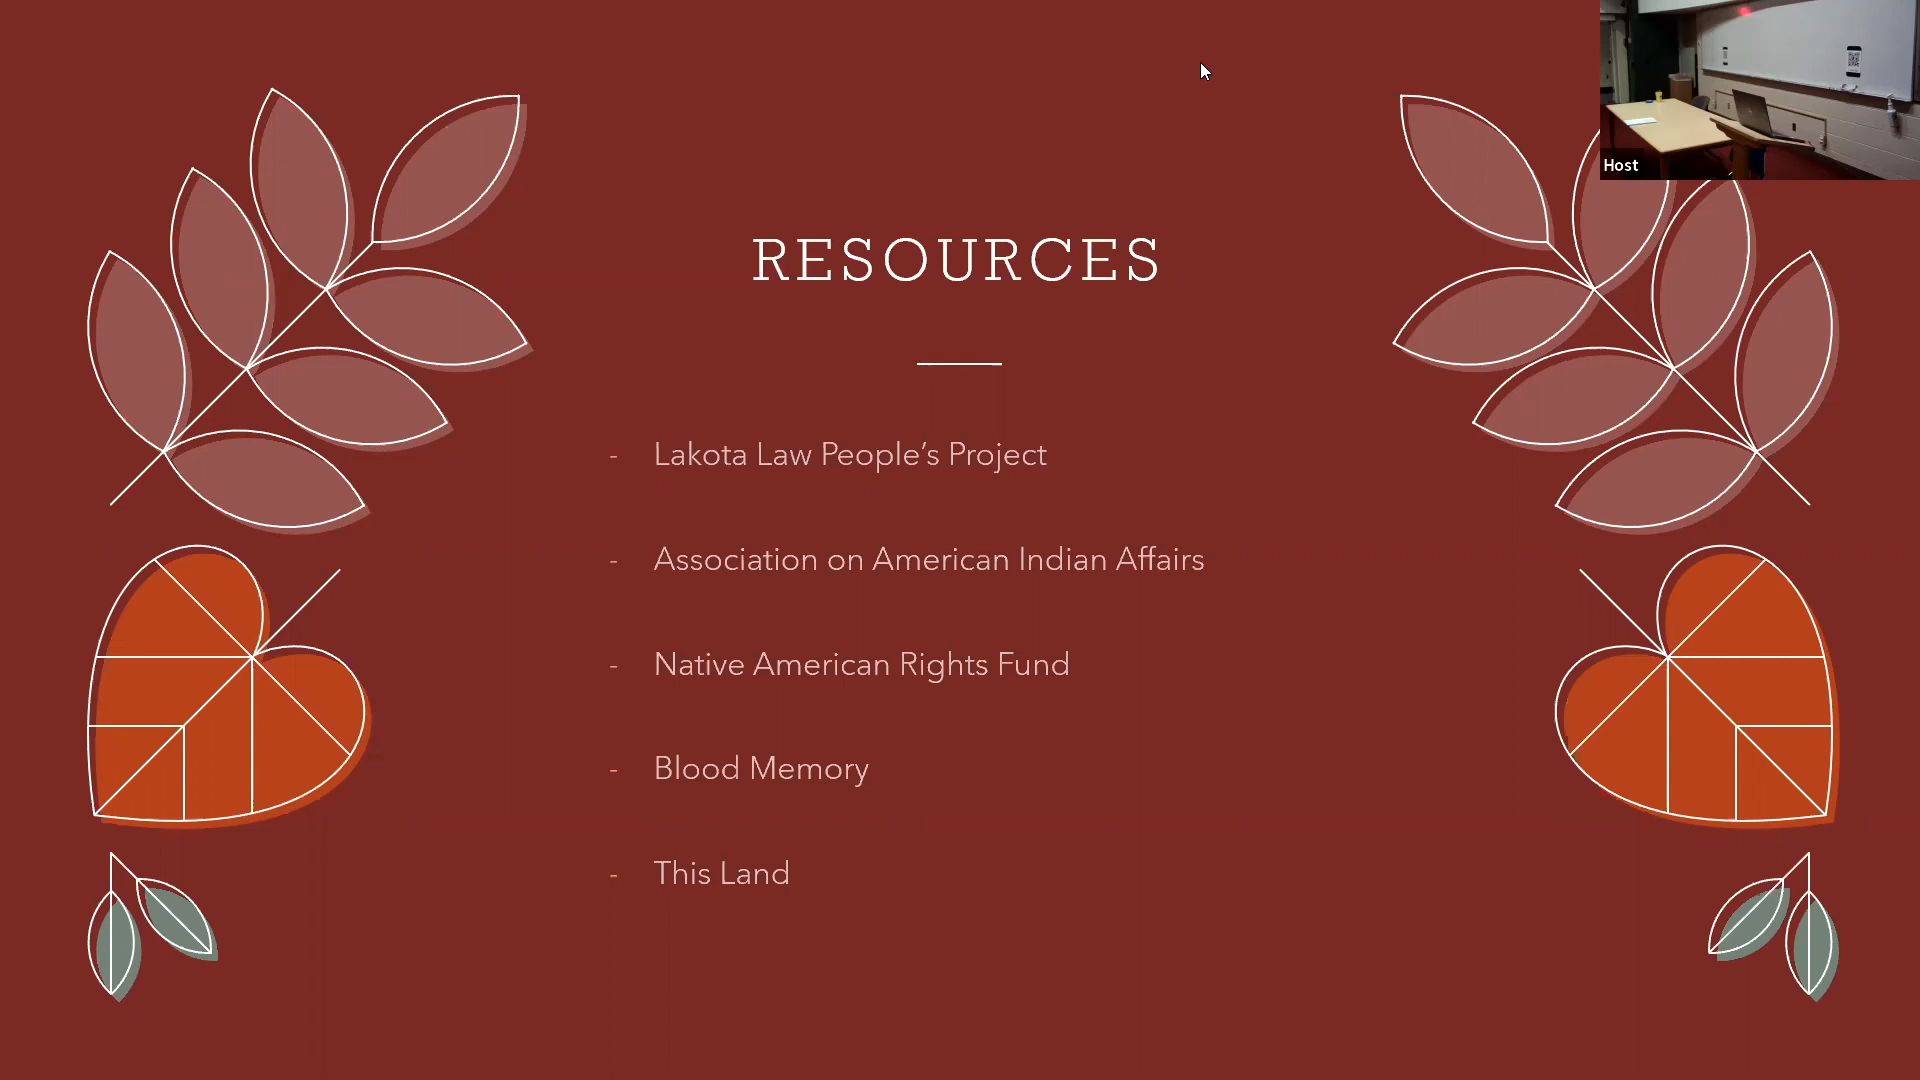 Host
RESOURCES
- Lakota Law People’s Project
- Association on American Indian Affairs
- Native American Rights Fund
- Blood Memory
- This Land